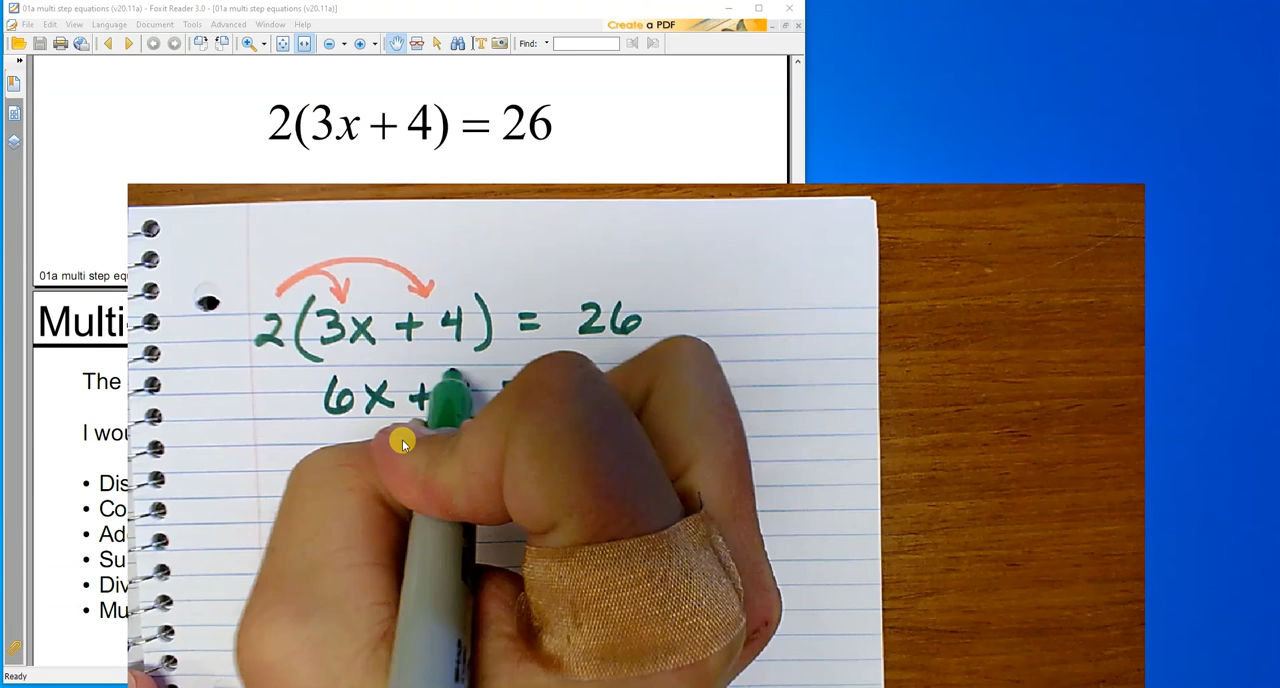 01a multi step equations (v20.11a) - Foxit Reader 3.0 - [01a multi step equations (v20.11a)]
File Edit View Language Document Tools Advanced Window Help
Create a PDF
Find:
2(3x + 4) = 26
01a multi step equ
Multi-
The
I wou
• Dis
• Co
• Ad
• Su
• Div
• Mu
Ready
2(3x + 4) = 26
6x +